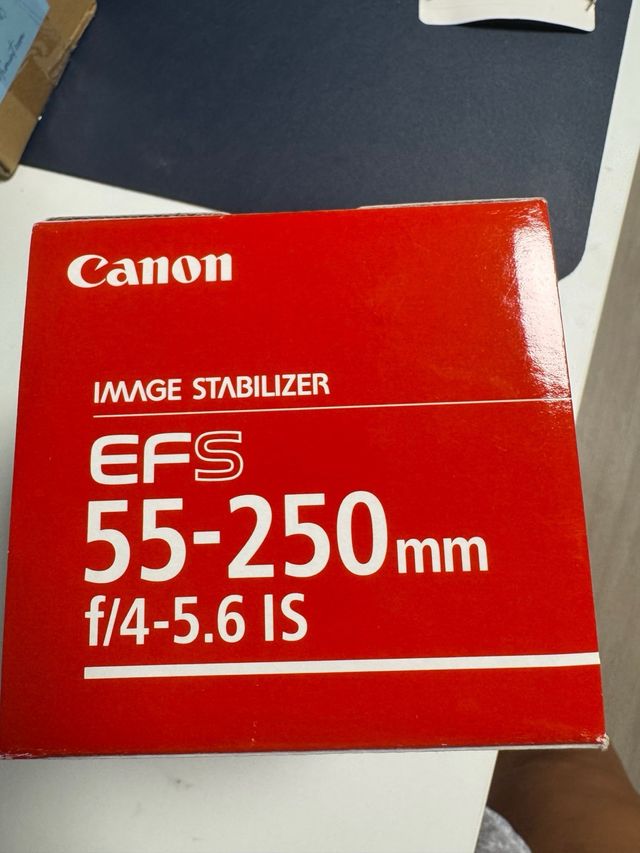 Canon
IMAGE STABILIZER
EFS
55-250mm
f/4-5.6 IS